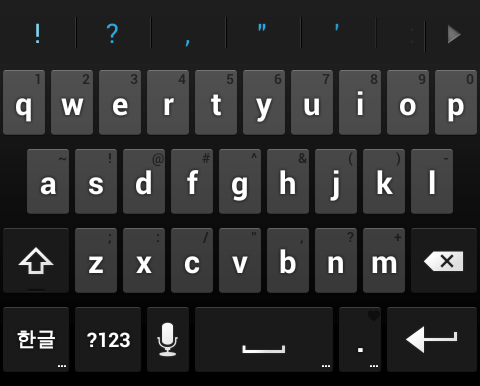 ! ? , " ' :
1 2 3 4 5 6 7 8 9 0
q w e r t y u i o p
~ ! @ # ^ & ( ) -
a s d f g h j k l
; : / " , ? +
z x c v b n m
한글 ?123 . ...